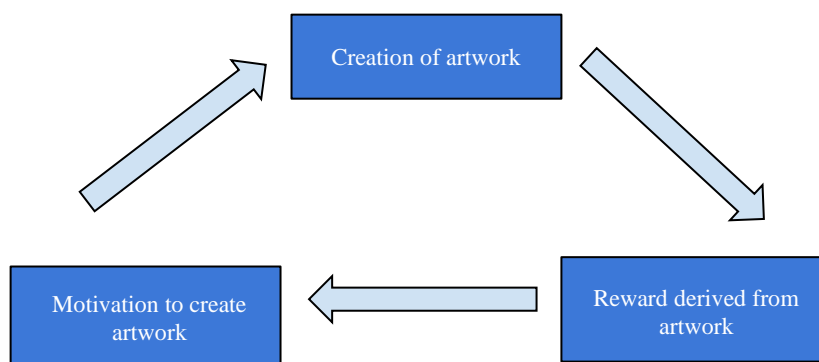 Creation of artwork
Motivation to create
artwork
Reward derived from
artwork